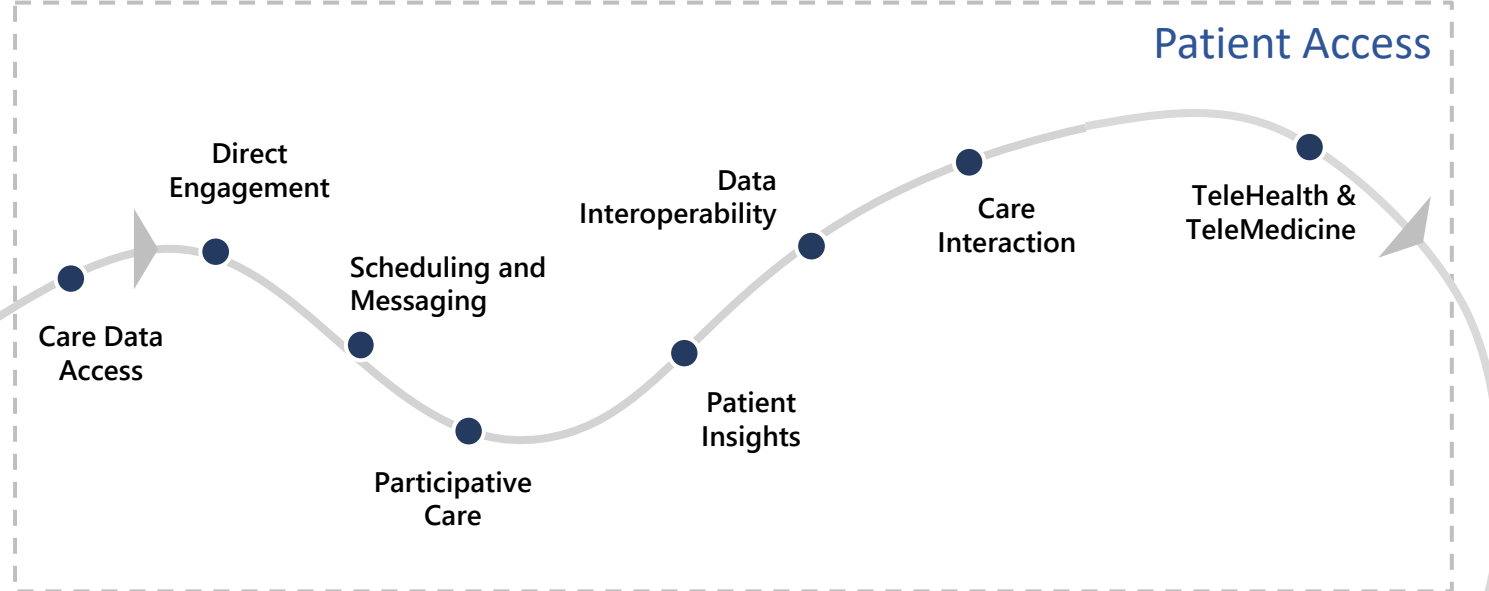 Patient Access
Direct
Engagement
Care Data
Access
Scheduling and
Messaging
Participative
Care
Patient
Insights
Data
Interoperability
Care
Interaction
TeleHealth &
TeleMedicine